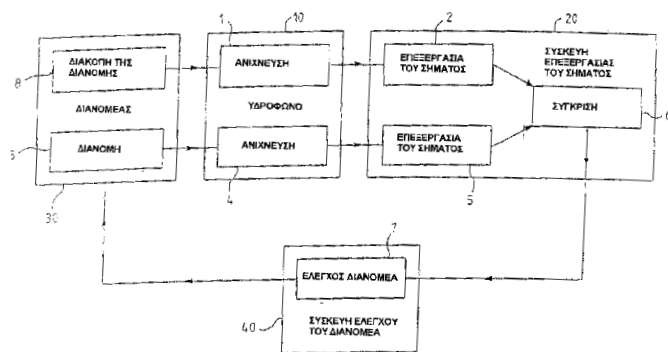 1
10
2
20
8
ΔΙΑΚΟΠΗ ΤΗΣ
ΔΙΑΝΟΜΗΣ
ΑΝΙΧΝΕΥΣΗ
ΕΠΕΞΕΡΓΑΣΙΑ
ΤΟΥ ΣΗΜΑΤΟΣ
ΣΥΣΚΕΥΗ
ΕΠΕΞΕΡΓΑΣΙΑΣ
ΤΟΥ ΣΗΜΑΤΟΣ
ΔΙΑΝΟΜΕΑΣ
ΥΔΡΟΦΩΝΟ
ΣΥΓΚΡΙΣΗ
ΔΙΑΝΟΜΗ
ΑΝΙΧΝΕΥΣΗ
ΕΠΕΞΕΡΓΑΣΙΑ
ΤΟΥ ΣΗΜΑΤΟΣ
30
4
5
7
ΕΛΕΓΧΟΣ ΔΙΑΝΟΜΕΑ
40
ΣΥΣΚΕΥΗ ΕΛΕΓΧΟΥ
ΤΟΥ ΔΙΑΝΟΜΕΑ